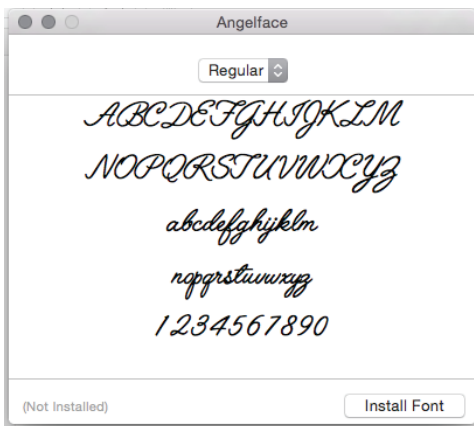 Angelface
Regular
ABCDEFGHIJKLM
NOPQRSTUVWXYZ
abcdefghijklm
nopqrstuvwxyz
1234567890
(Not Installed)
Install Font